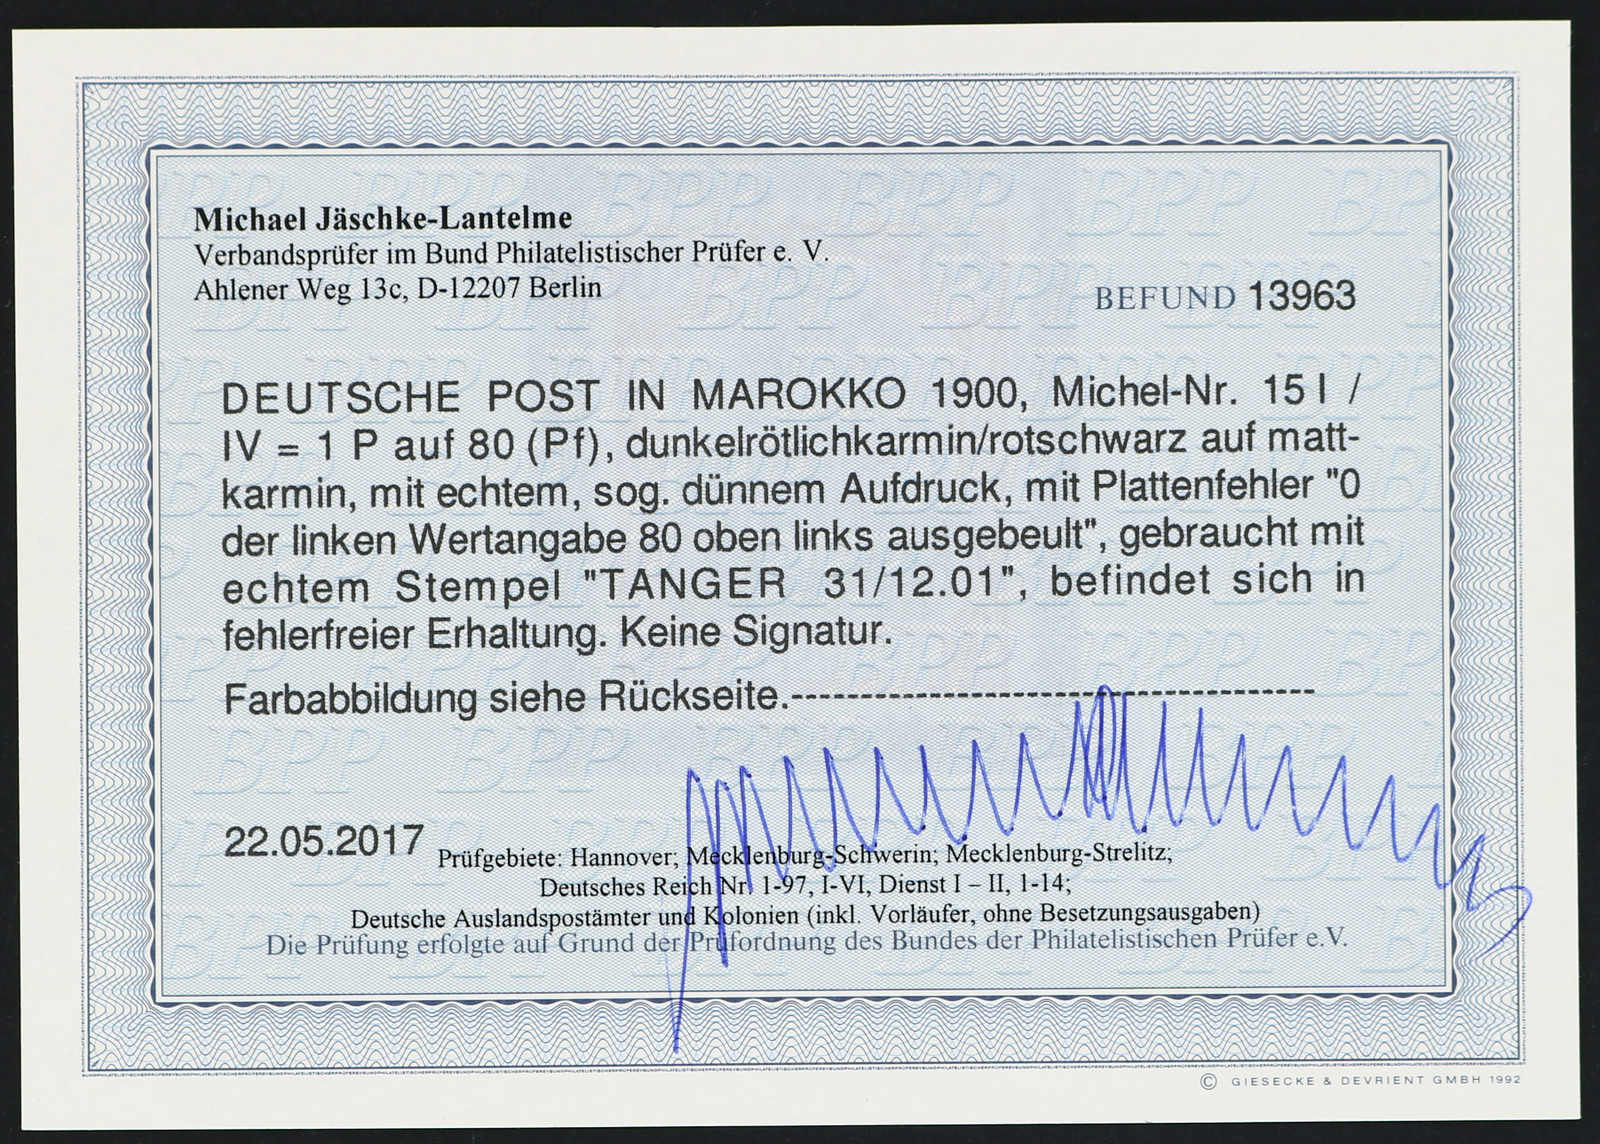 Michael Jäschke-Lantelme
Verbandsprüfer im Bund Philatelistischer Prüfer e. V.
Ahlener Weg 13c, D-12207 Berlin
BEFUND 13963
DEUTSCHE POST IN MAROKKO 1900, Michel-Nr. 15 I /
IV = 1 P auf 80 (Pf), dunkelrötlichkarmin/rotschwarz auf matt-
karmin, mit echtem, sog. dünnem Aufdruck, mit Plattenfehler "0
der linken Wertangabe 80 oben links ausgebeult", gebraucht mit
echtem Stempel "TANGER 31/12.01", befindet sich in
fehlerfreier Erhaltung. Keine Signatur.
Farbabbildung siehe Rückseite.--------------------------------------
22.05.2017
Prüfgebiete: Hannover; Mecklenburg-Schwerin; Mecklenburg-Strelitz;
Deutsches Reich Nr. 1-97, I-VI, Dienst I – II, 1-14;
Deutsche Auslandspostämter und Kolonien (inkl. Vorläufer, ohne Besetzungsausgaben)
Die Prüfung erfolgte auf Grund der Prüfordnung des Bundes der Philatelistischen Prüfer e.V.
© GIESECKE & DEVRIENT GMBH 1992